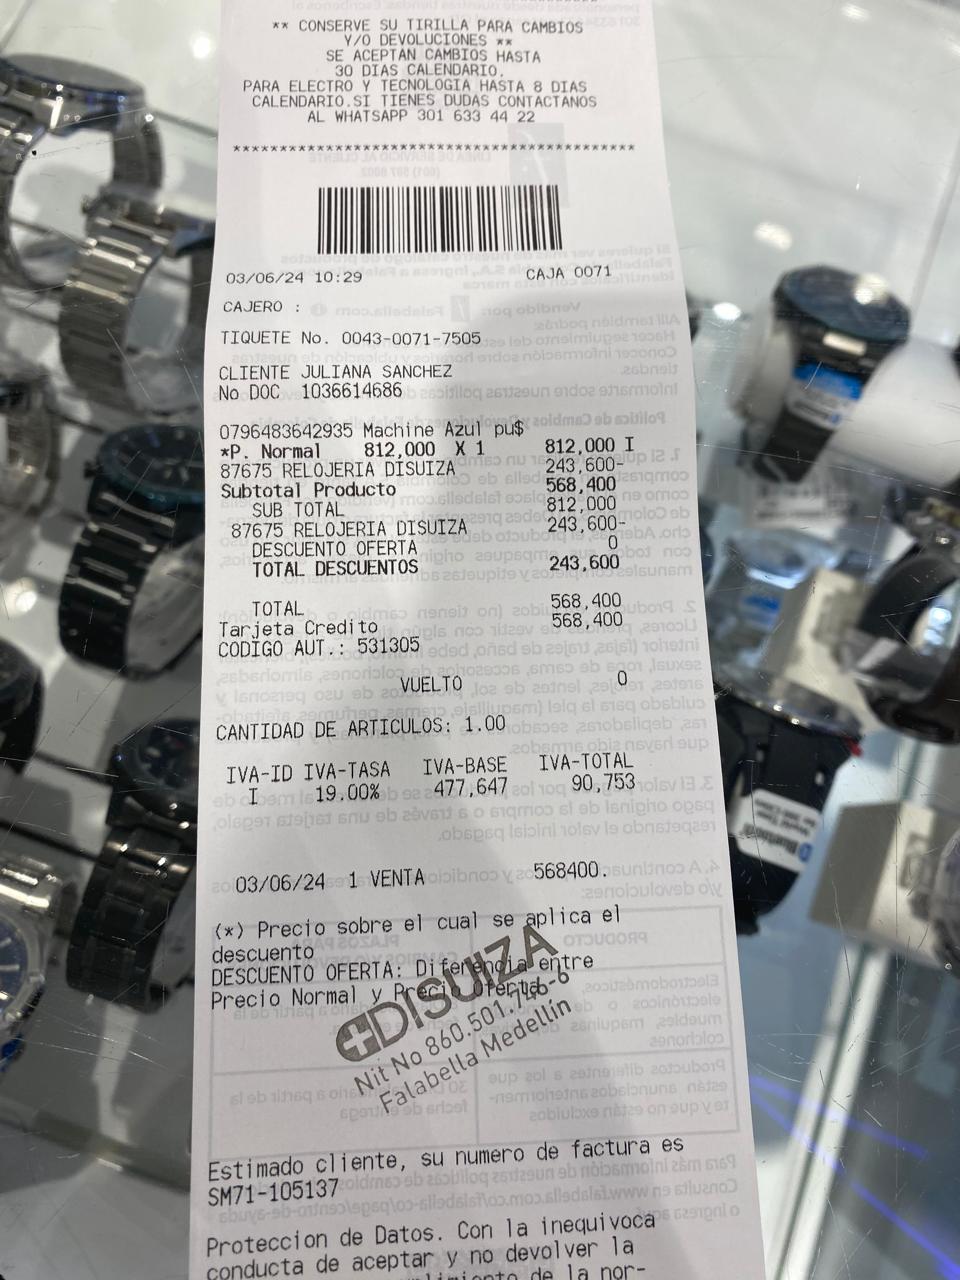 ** CONSERVE SU TIRILLA PARA CAMBIOS
Y/O DEVOLUCIONES **
SE ACEPTAN CAMBIOS HASTA
30 DIAS CALENDARIO.
PARA ELECTRO Y TECNOLOGIA HASTA 8 DIAS
CALENDARIO.SI TIENES DUDAS CONTACTANOS
AL WHATSAPP 301 633 44 22
*******************************************
03/06/24 10:29 CAJA 0071
CAJERO :
TIQUETE No. 0043-0071-7505
CLIENTE JULIANA SANCHEZ
No DOC 1036614686
0796483642935 Machine Azul pu$
*P. Normal 812,000 X 1 812,000 I
87675 RELOJERIA DISUIZA 243,600-
Subtotal Producto 568,400
SUB TOTAL 812,000
87675 RELOJERIA DISUIZA 243,600-
DESCUENTO OFERTA 0
TOTAL DESCUENTOS 243,600
TOTAL 568,400
Tarjeta Credito 568,400
CODIGO AUT.: 531305
VUELTO 0
CANTIDAD DE ARTICULOS: 1.00
IVA-ID IVA-TASA IVA-BASE IVA-TOTAL
I 19.00% 477,647 90,753
03/06/24 1 VENTA 568400.
(*) Precio sobre el cual se aplica el
descuento
DESCUENTO OFERTA: Diferencia entre
Precio Normal y Precio Oferta.
DISUIZA
Nit No 860.501.746-6
Falabella Medellín
Estimado cliente, su numero de factura es
SM71-105137
Proteccion de Datos. Con la inequivoca
conducta de aceptar y no devolver la
de la nor-
Bluetooth